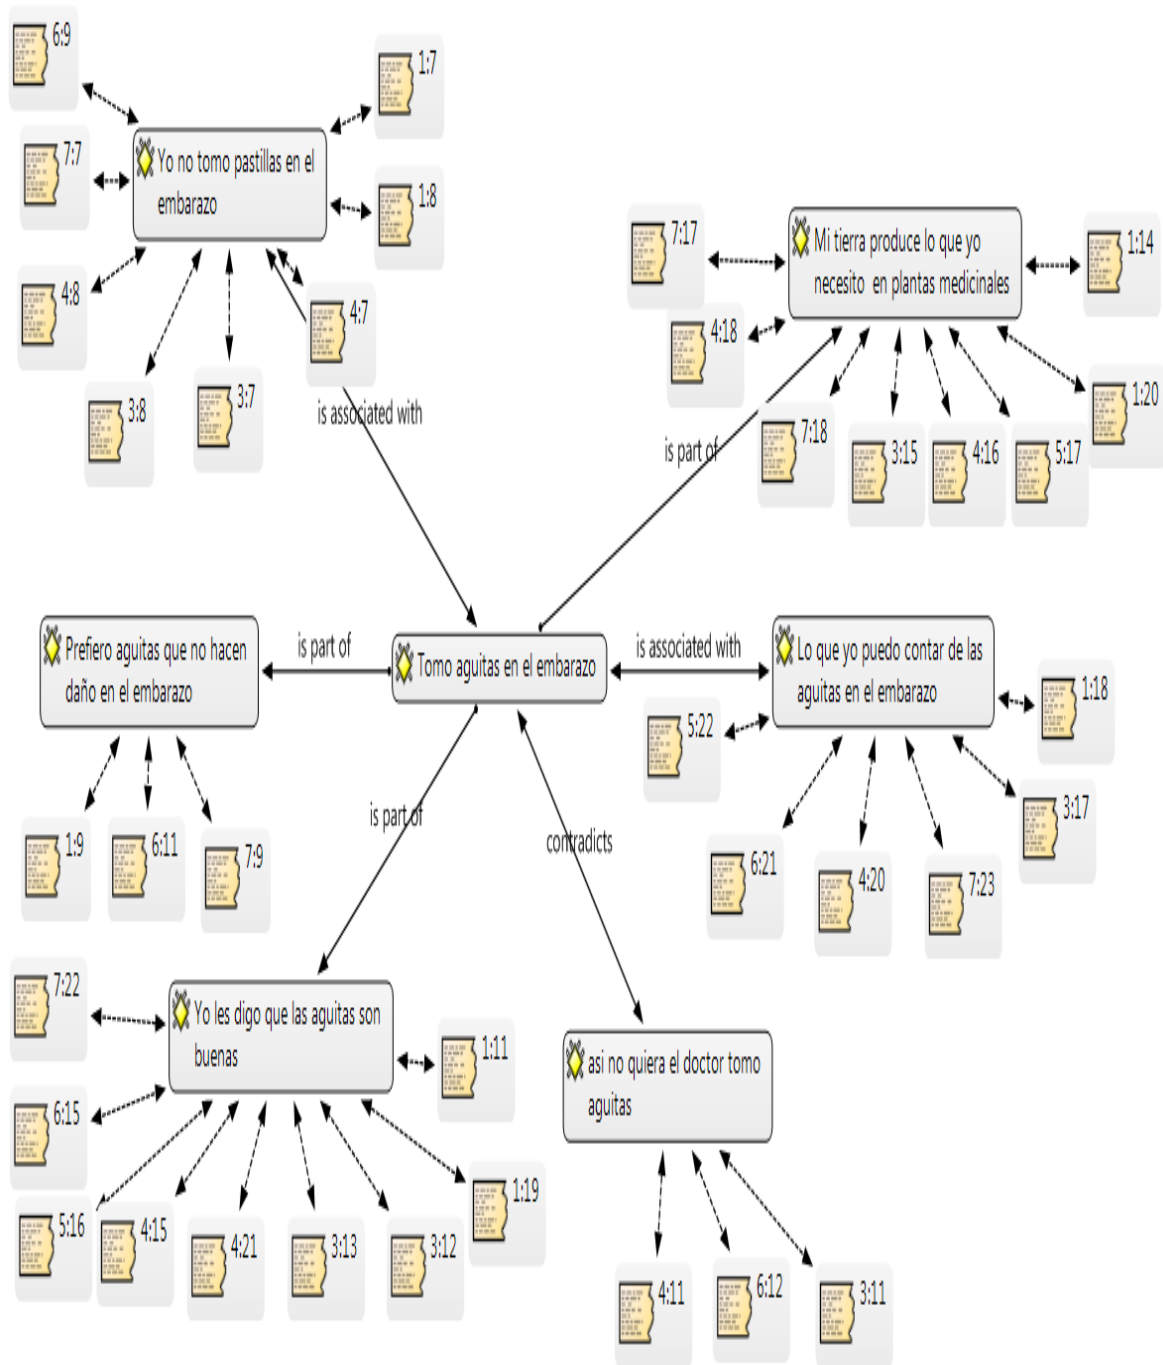 6:9
1:7
7:7
Yo no tomo pastillas en el
embarazo
1:8
4:8
4:7
3:8
3:7
is associated with
7:17
Mi tierra produce lo que yo
necesito en plantas medicinales
1:14
4:18
1:20
7:18
3:15
4:16
5:17
is part of
Prefiero aguitas que no hacen
daño en el embarazo
is part of
Tomo aguitas en el embarazo
is associated with
Lo que yo puedo contar de las
aguitas en el embarazo
1:18
5:22
3:17
6:21
4:20
7:23
1:9
6:11
7:9
is part of
contradicts
7:22
Yo les digo que las aguitas son
buenas
1:11
6:15
1:19
5:16
4:15
4:21
3:13
3:12
asi no quiera el doctor tomo
aguitas
4:11
6:12
3:11